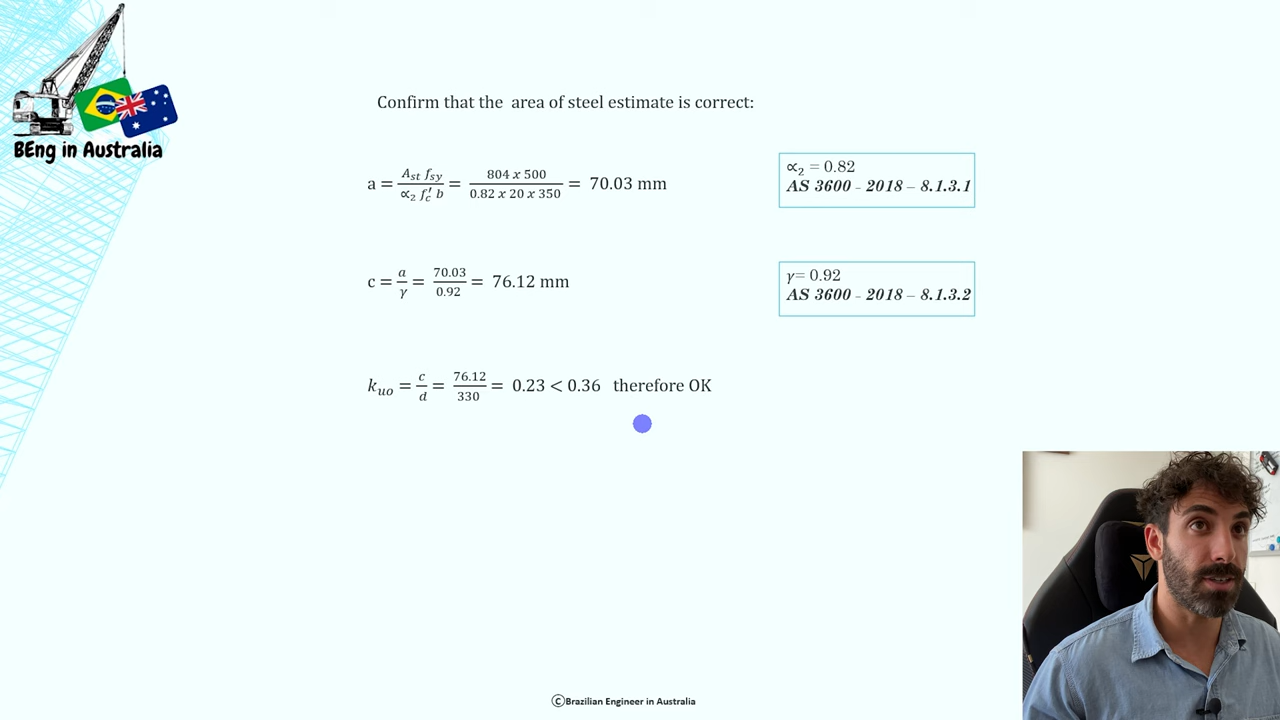 BEng in Australia
Confirm that the area of steel estimate is correct:
a = A_st f_sy / ∝₂ f'_c b = 804 x 500 / 0.82 x 20 x 350 = 70.03 mm
∝₂ = 0.82
AS 3600 - 2018 – 8.1.3.1
c = a / γ = 70.03 / 0.92 = 76.12 mm
γ= 0.92
AS 3600 - 2018 – 8.1.3.2
k_uo = c / d = 76.12 / 330 = 0.23 < 0.36 therefore OK
©Brazilian Engineer in Australia